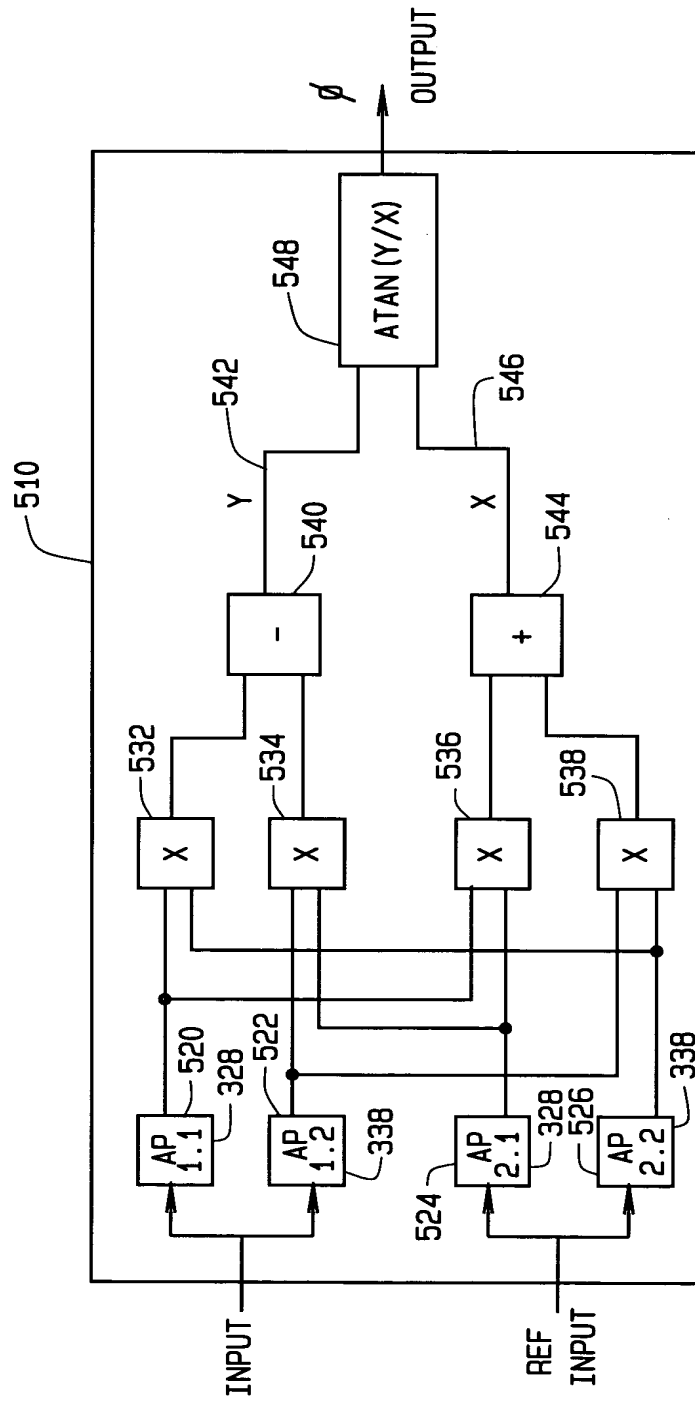 510
INPUT
REF
INPUT
AP
1.1
520
328
AP
1.2
522
338
524
AP
2.1
328
526
AP
2.2
338
X
532
X
534
X
536
X
538
-
540
+
544
Y
542
X
546
ATAN(Y/X)
548
Ø
OUTPUT